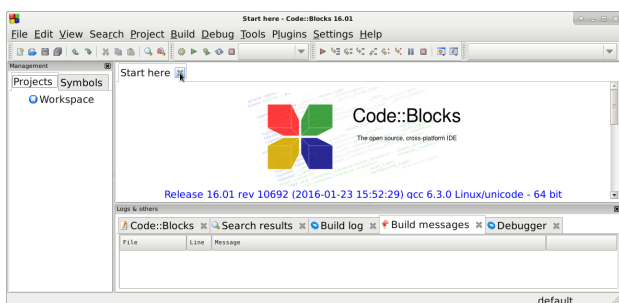 Start here - Code::Blocks 16.01
File Edit View Search Project Build Debug Tools Plugins Settings Help
Management
Projects Symbols
Workspace
Start here
Code::Blocks
The open source, cross-platform IDE
Release 16.01 rev 10692 (2016-01-23 15:52:29) gcc 6.3.0 Linux/unicode - 64 bit
Logs & others
Code::Blocks Search results Build log Build messages Debugger
File Line Message
default